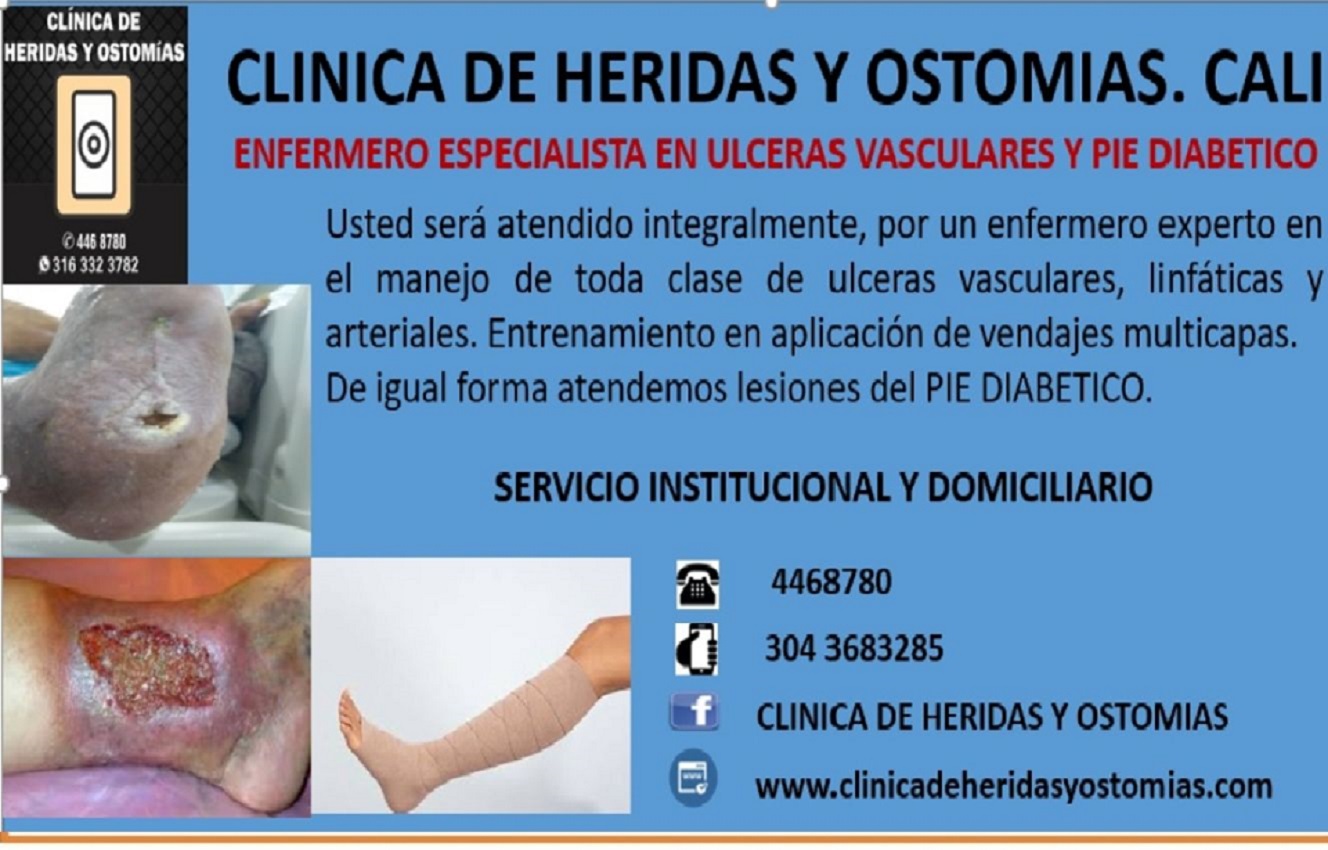 CLÍNICA DE
HERIDAS Y OSTOMÍAS
446 8780
316 332 3782
CLINICA DE HERIDAS Y OSTOMIAS. CALI
ENFERMERO ESPECIALISTA EN ULCERAS VASCULARES Y PIE DIABETICO
Usted será atendido integralmente, por un enfermero experto en
el manejo de toda clase de ulceras vasculares, linfáticas y
arteriales. Entrenamiento en aplicación de vendajes multicapas.
De igual forma atendemos lesiones del PIE DIABETICO.
SERVICIO INSTITUCIONAL Y DOMICILIARIO
4468780
304 3683285
f CLINICA DE HERIDAS Y OSTOMIAS
www.clinicadeheridasyostomias.com